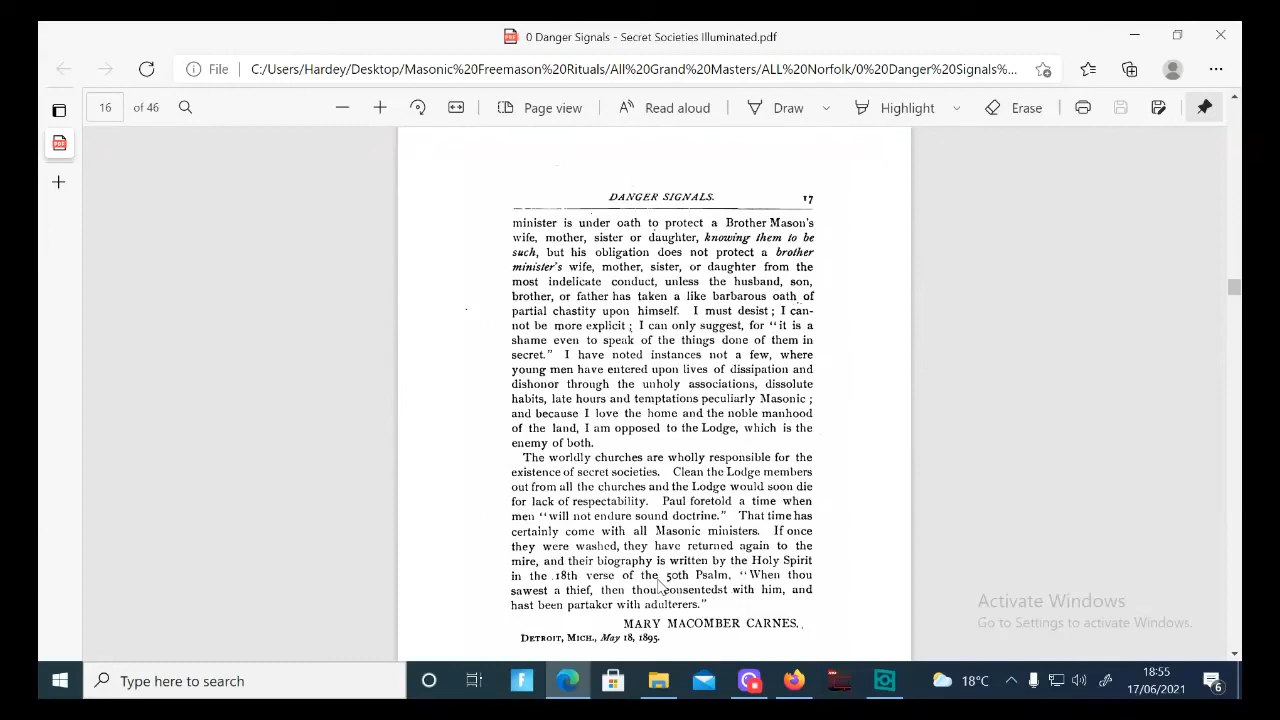 0 Danger Signals - Secret Societies Illuminated.pdf
File C:/Users/Hardey/Desktop/Masonic%20Freemason%20Rituals/All%20Grand%20Masters/ALL%20Norfolk/0%20Danger%20Signals%...
16 of 46 Page view Read aloud Draw Highlight Erase
DANGER SIGNALS. 17
minister is under oath to protect a Brother Mason's
wife, mother, sister or daughter, knowing them to be
such, but his obligation does not protect a brother
minister's wife, mother, sister, or daughter from the
most indelicate conduct, unless the husband, son,
brother, or father has taken a like barbarous oath of
partial chastity upon himself. I must desist; I can-
not be more explicit; I can only suggest, for "it is a
shame even to speak of the things done of them in
secret." I have noted instances not a few, where
young men have entered upon lives of dissipation and
dishonor through the unholy associations, dissolute
habits, late hours and temptations peculiarly Masonic;
and because I love the home and the noble manhood
of the land, I am opposed to the Lodge, which is the
enemy of both.
The worldly churches are wholly responsible for the
existence of secret societies. Clean the Lodge members
out from all the churches and the Lodge would soon die
for lack of respectability. Paul foretold a time when
men "will not endure sound doctrine." That time has
certainly come with all Masonic ministers. If once
they were washed, they have returned again to the
mire, and their biography is written by the Holy Spirit
in the 18th verse of the 50th Psalm, "When thou
sawest a thief, then thou consentedst with him, and
hast been partaker with adulterers."
MARY MACOMBER CARNES.
DETROIT, MICH., May 18, 1895.
Activate Windows
Go to Settings to activate Windows.
Type here to search
18°C
18:55
17/06/2021
6